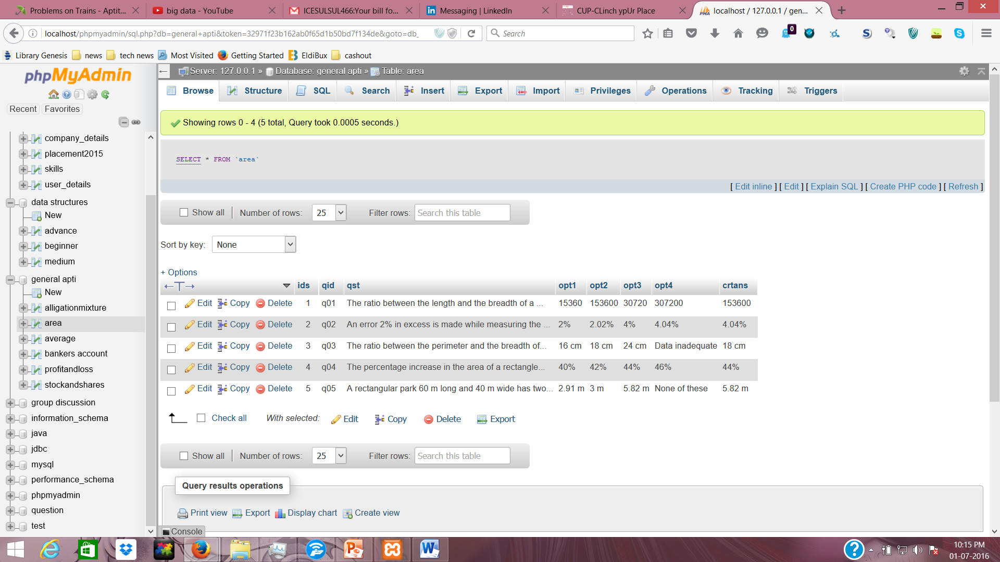 Problems on Trains - Aptit...
big data - YouTube
ICESULSUL466:Your bill fo...
Messaging | LinkedIn
CUP-CLinch ypUr Place
localhost / 127.0.0.1 / gen...
localhost/phpmyadmin/sql.php?db=general+apti&token=32971f23b162ab0f65d1b50bd7f134de&goto=db_
Search
0
Library Genesis
news
tech news
Most Visited
Getting Started
EldiBux
cashout
phpMyAdmin
Recent
Favorites
company_details
placement2015
skills
user_details
data structures
New
advance
beginner
medium
general apti
New
alligationmixture
area
average
bankers account
profitandloss
stockandshares
group discussion
information_schema
java
jdbc
mysql
performance_schema
phpmyadmin
question
test
Server: 127.0.0.1 » Database: general apti » Table: area
Browse
Structure
SQL
Search
Insert
Export
Import
Privileges
Operations
Tracking
Triggers
Showing rows 0 - 4 (5 total, Query took 0.0005 seconds.)
SELECT * FROM `area`
[ Edit inline ] [ Edit ] [ Explain SQL ] [ Create PHP code ] [ Refresh ]
Show all | Number of rows: 25 Filter rows: Search this table
Sort by key: None
+ Options
ids qid qst opt1 opt2 opt3 opt4 crtans
Edit Copy Delete 1 q01 The ratio between the length and the breadth of a ... 15360 153600 30720 307200 153600
Edit Copy Delete 2 q02 An error 2% in excess is made while measuring the ... 2% 2.02% 4% 4.04% 4.04%
Edit Copy Delete 3 q03 The ratio between the perimeter and the breadth of... 16 cm 18 cm 24 cm Data inadequate 18 cm
Edit Copy Delete 4 q04 The percentage increase in the area of a rectangle... 40% 42% 44% 46% 44%
Edit Copy Delete 5 q05 A rectangular park 60 m long and 40 m wide has two... 2.91 m 3 m 5.82 m None of these 5.82 m
Check all With selected: Edit Copy Delete Export
Show all | Number of rows: 25 Filter rows: Search this table
Query results operations
Print view Export Display chart Create view
Console
10:15 PM
01-07-2016